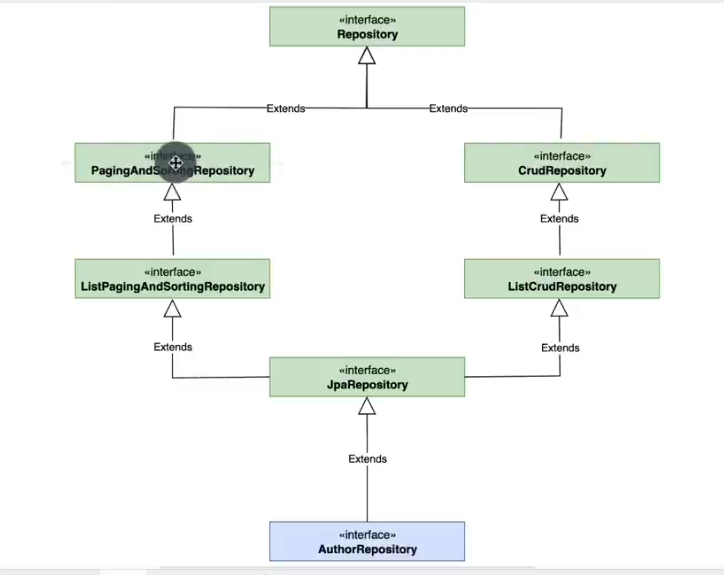 «interface»
Repository
Extends
Extends
«interface»
PagingAndSortingRepository
«interface»
CrudRepository
Extends
Extends
«interface»
ListPagingAndSortingRepository
«interface»
ListCrudRepository
Extends
Extends
«interface»
JpaRepository
Extends
«interface»
AuthorRepository